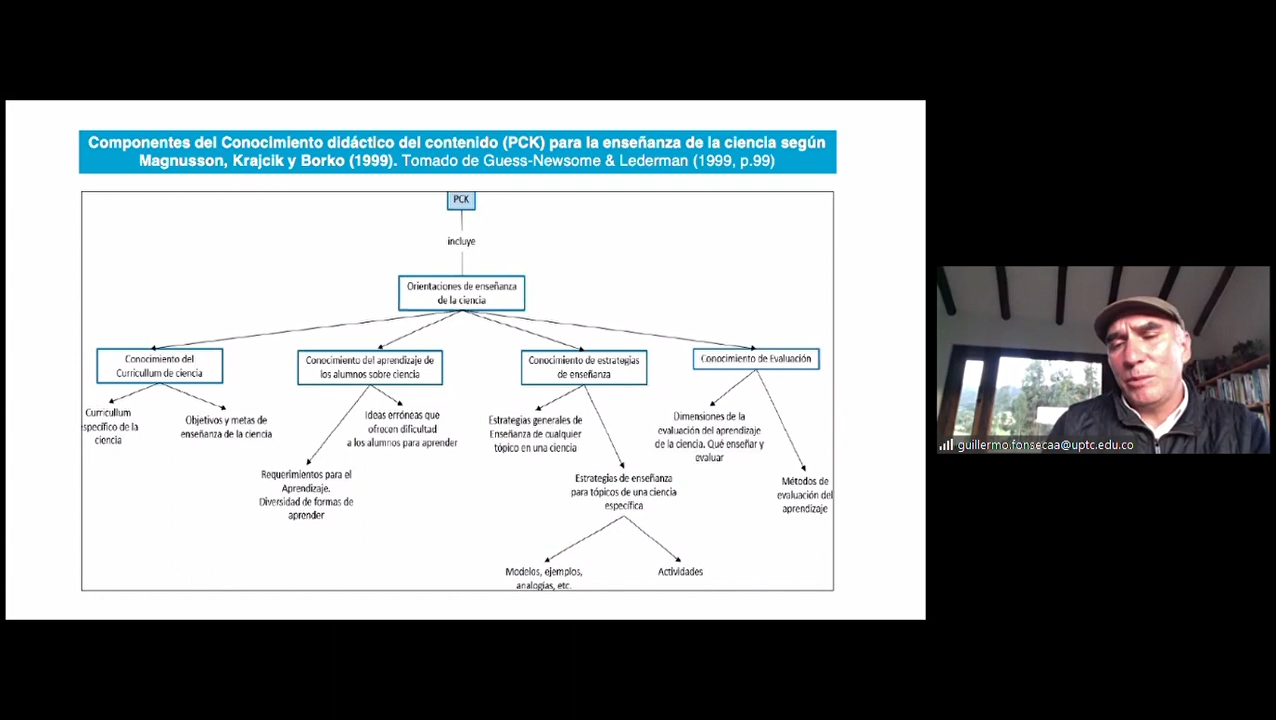 Componentes del Conocimiento didáctico del contenido (PCK) para la enseñanza de la ciencia según
Magnusson, Krajcik y Borko (1999). Tomado de Guess-Newsome & Lederman (1999, p.99)
PCK
incluye
Orientaciones de enseñanza
de la ciencia
Conocimiento del
Curricullum de ciencia
Conocimiento del aprendizaje de
los alumnos sobre ciencia
Conocimiento de estrategias
de enseñanza
Conocimiento de Evaluación
Curricullum
específico de la
ciencia
Objetivos y metas de
enseñanza de la ciencia
Ideas erróneas que
ofrecen dificultad
a los alumnos para aprender
Requerimientos para el
Aprendizaje.
Diversidad de formas de
aprender
Estrategias generales de
Enseñanza de cualquier
tópico en una ciencia
Estrategias de enseñanza
para tópicos de una ciencia
específica
Modelos, ejemplos,
analogías, etc.
Actividades
Dimensiones de la
evaluación del aprendizaje
de la ciencia. Qué enseñar y
evaluar
Métodos de
evaluación del
aprendizaje
guillermo.fonsecaa@uptc.edu.co